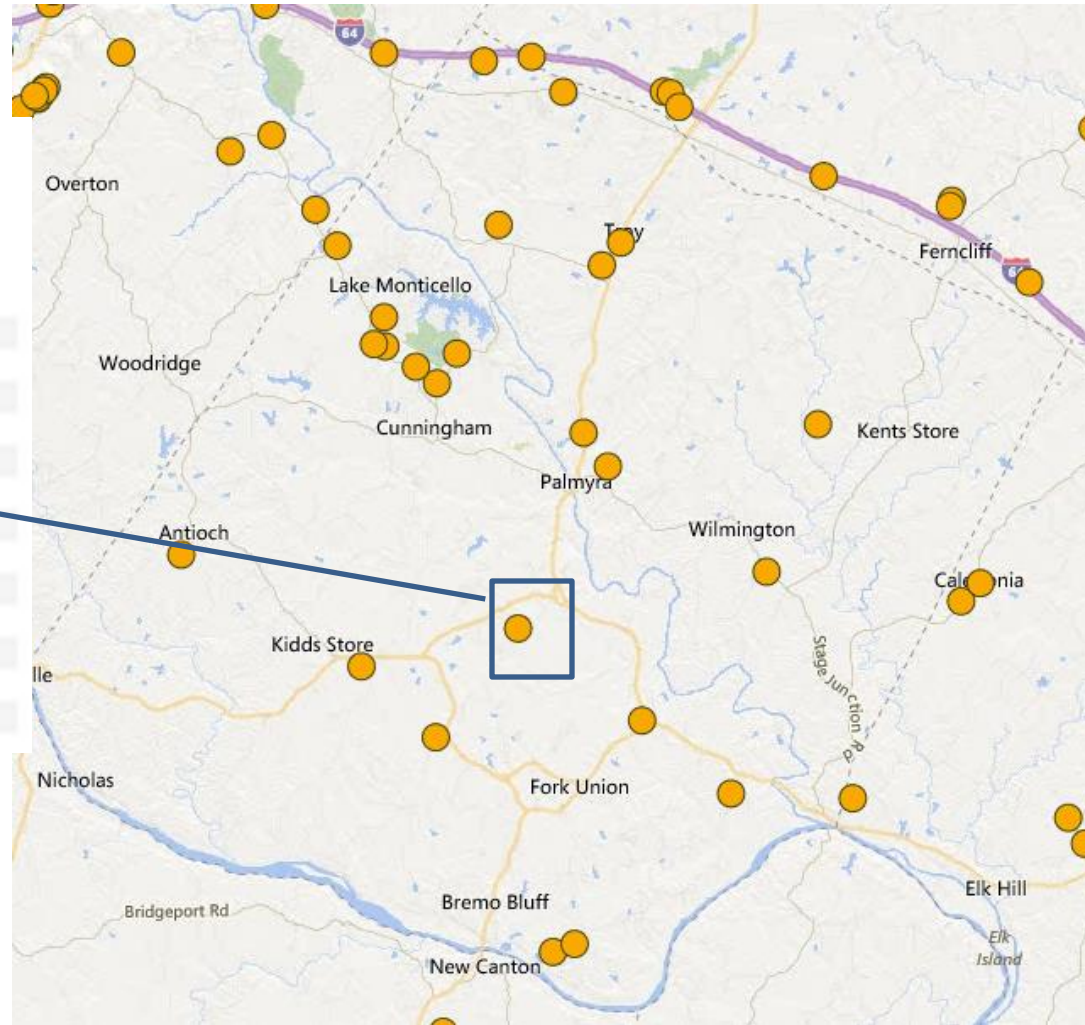 64
Overton
Troy
Ferncliff
64
Lake Monticello
Woodridge
Cunningham
Kents Store
Palmyra
Wilmington
Antioch
Caledonia
Kidds Store
lle
Stage Junction Rd
Nicholas
Fork Union
Elk Hill
Bremo Bluff
Bridgeport Rd
Elk
Island
New Canton